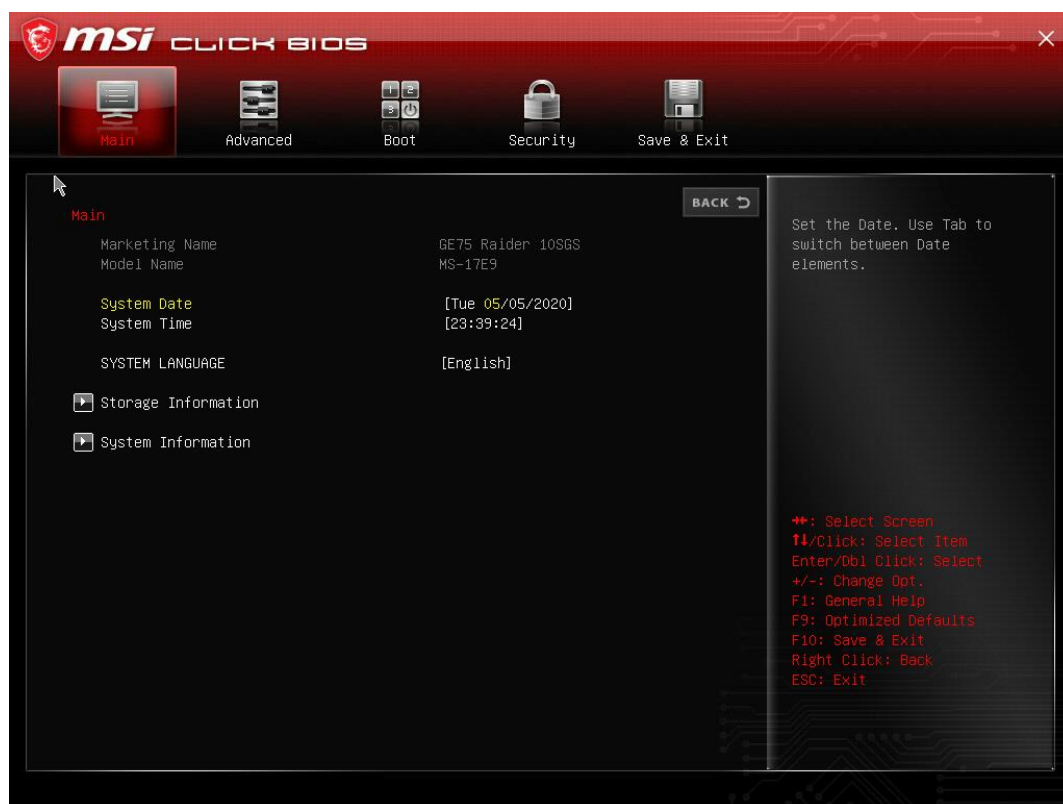 msi CLICK BIOS
Main Advanced Boot Security Save & Exit
BACK
Main
Marketing Name GE75 Raider 10SGS
Model Name MS-17E9
System Date [Tue 05/05/2020]
System Time [23:39:24]
SYSTEM LANGUAGE [English]
Storage Information
System Information
Set the Date. Use Tab to
switch between Date
elements.
→←: Select Screen
↑↓/Click: Select Item
Enter/Dbl Click: Select
+/-: Change Opt.
F1: General Help
F9: Optimized Defaults
F10: Save & Exit
Right Click: Back
ESC: Exit